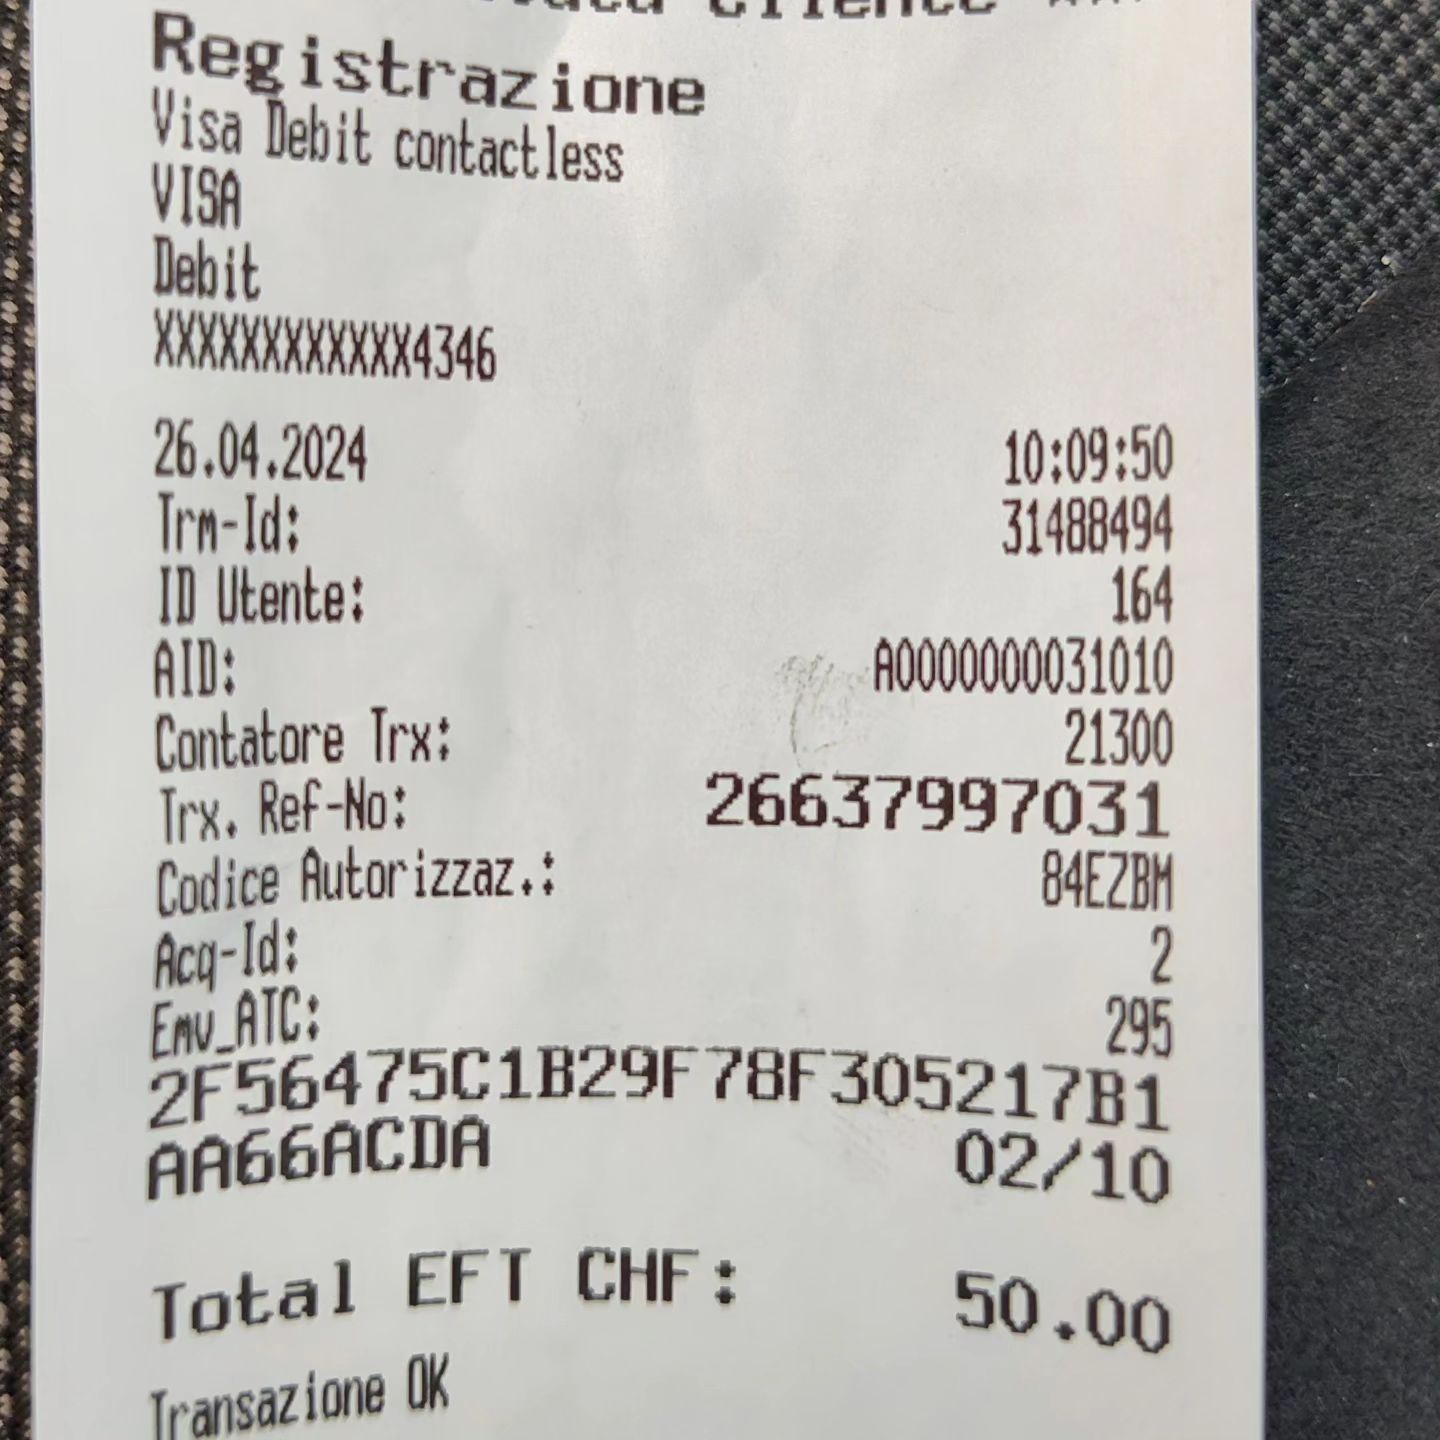 Cliente ***
Registrazione
Visa Debit contactless
VISA
Debit
XXXXXXXXXXXX4346
26.04.2024 10:09:50
Trm-Id: 31488494
ID Utente: 164
AID: A0000000031010
Contatore Trx: 21300
Trx. Ref-No: 26637997031
Codice Autorizzaz.: 84EZBM
Acq-Id: 2
Emv_ATC: 295
2F56475C1B29F78F305217B1
AA66ACDA 02/10
Total EFT CHF: 50.00
Transazione OK